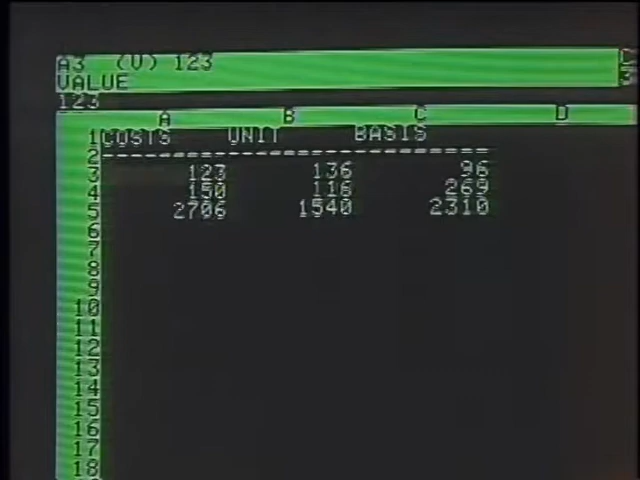 A3 (V) 123 C
VALUE 3
123
A B C D
1 COSTS UNIT BASIS
2 ------------------------------
3 123 136 96
4 150 116 269
5 2706 1540 2310
6
7
8
9
10
11
12
13
14
15
16
17
18